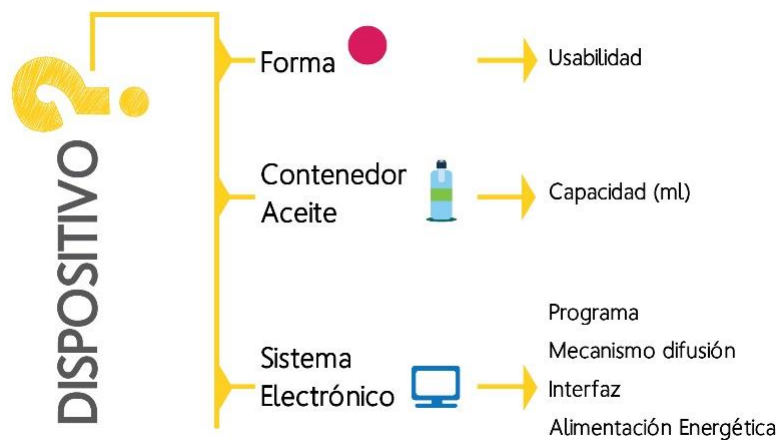 DISPOSITIVO
?
Forma
Usabilidad
Contenedor
Aceite
Capacidad (ml)
Sistema
Electrónico
Programa
Mecanismo difusión
Interfaz
Alimentación Energética